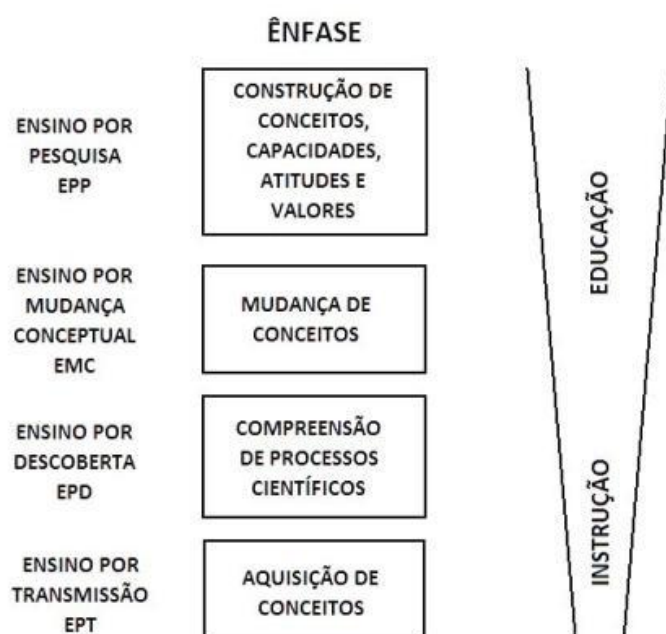 ÊNFASE
ENSINO POR
PESQUISA
EPP
CONSTRUÇÃO DE
CONCEITOS,
CAPACIDADES,
ATITUDES E
VALORES
ENSINO POR
MUDANÇA
CONCEPTUAL
EMC
MUDANÇA DE
CONCEITOS
EDUCAÇÃO
ENSINO POR
DESCOBERTA
EPD
COMPREENSÃO
DE PROCESSOS
CIENTÍFICOS
ENSINO POR
TRANSMISSÃO
EPT
AQUISIÇÃO DE
CONCEITOS
INSTRUÇÃO